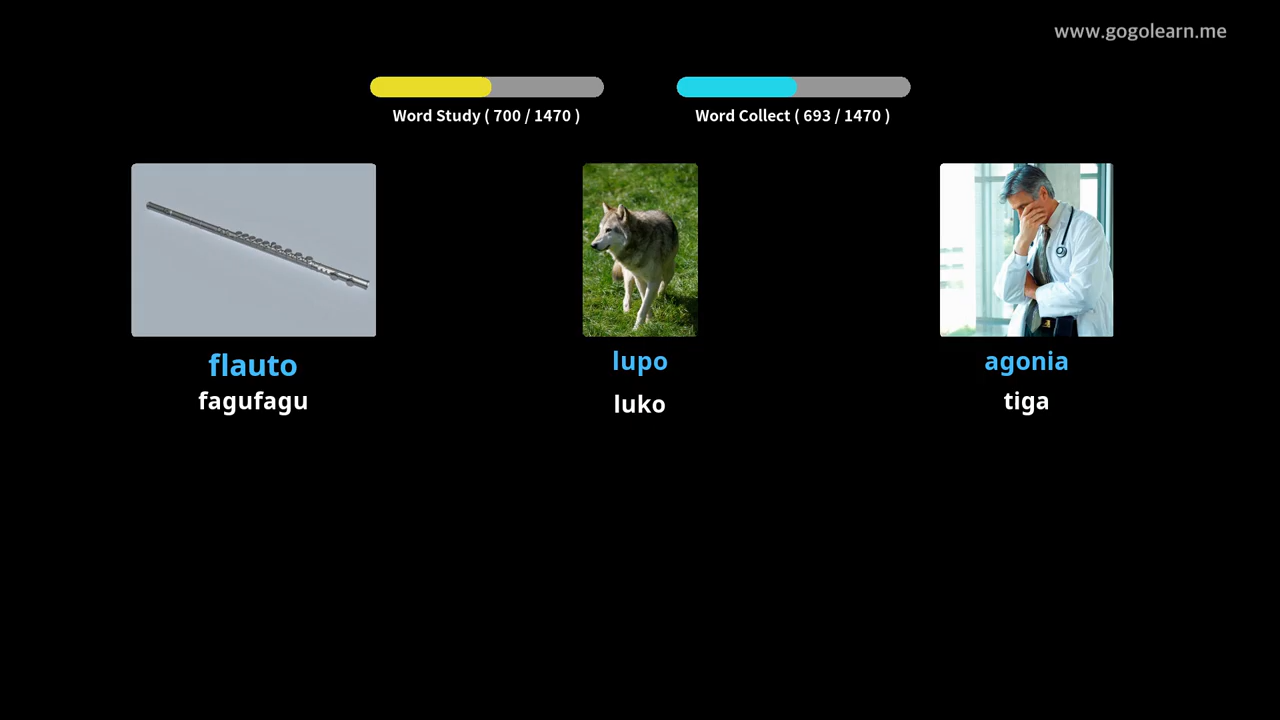 www.gogolearn.me
Word Study ( 700 / 1470 )
Word Collect ( 693 / 1470 )
flauto
fagufagu
lupo
luko
agonia
tiga